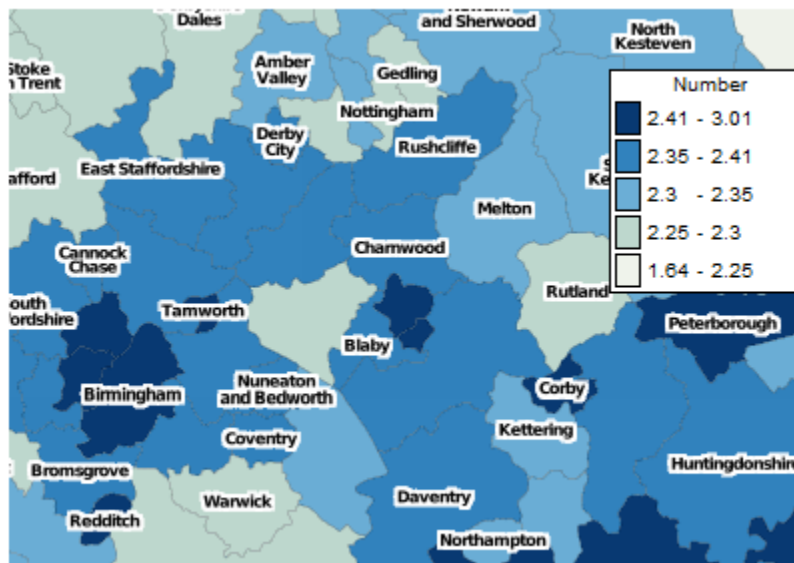 Dales
and Sherwood
North
Kesteven
Amber
Valley
Stoke
n Trent
Gedling
Number
Nottingham
2.41 - 3.01
Derby
City
Rushcliffe
2.35 - 2.41
East Staffordshire
2.3 - 2.35
afford
Melton
2.25 - 2.3
Cannock
Chase
Charnwood
1.64 - 2.25
Rutland
outh
fordshire
Tamworth
Peterborough
Blaby
Birmingham
Nuneaton
and Bedworth
Corby
Kettering
Coventry
Bromsgrove
Huntingdonshire
Warwick
Daventry
Redditch
Northampton